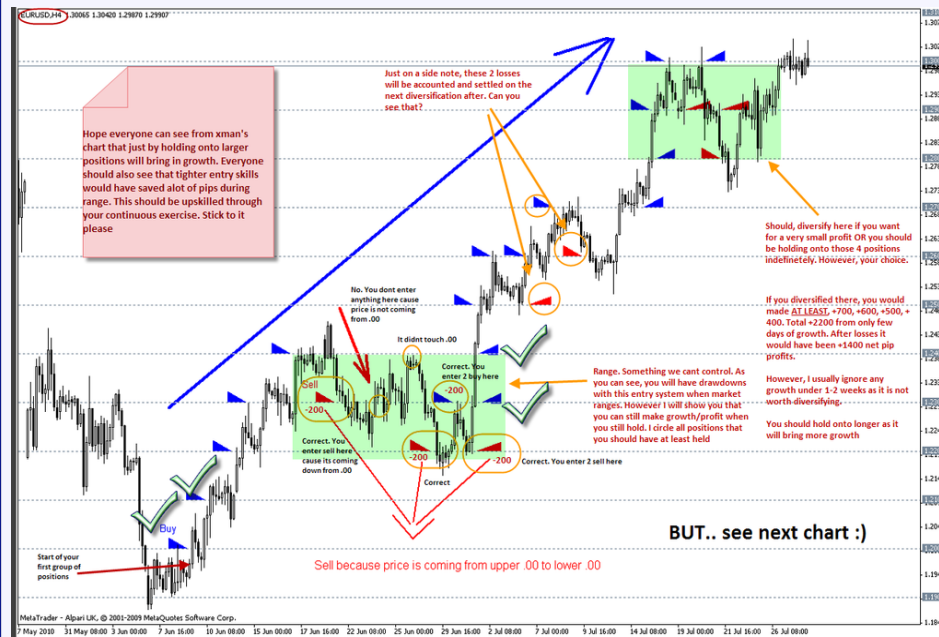 EURUSD,H4 1.30065 1.30420 1.29870 1.29907
Hope everyone can see from xman's
chart that just by holding onto larger
positions will bring in growth. Everyone
should also see that tighter entry skills
would have saved alot of pips during
range. This should be upskilled through
your continuous exercise. Stick to it
please
Just on a side note, these 2 losses
will be accounted and settled on the
next diversification after. Can you
see that?
No. You dont enter
anything here cause
price is not coming
from .00
It didnt touch .00
Correct. You
enter 2 buy here
Sell
-200
-200
Correct. You
enter sell here
cause its coming
down from .00
-200
-200
Correct
Correct. You enter 2 sell here
Range. Something we cant control. As
you can see, you will have drawdowns
with this entry system when market
ranges. However I will show you that
you can still make growth/profit when
you still hold. I circle all positions that
you should have at least held
Should, diversify here if you want
for a very small profit OR you should
be holding onto those 4 positions
indefinetely. However, your choice.
If you diversified there, you would
made AT LEAST, +700, +600, +500, +
400. Total +2200 from only few
days of growth. After losses it
would have been +1400 net pip
profits.
However, I usually ignore any
growth under 1-2 weeks as it is not
worth diversifying.
You should hold onto longer as it
will bring more growth
Buy
Start of your
first group of
positions
BUT.. see next chart :)
Sell because price is coming from upper .00 to lower .00
MetaTrader - Alpari UK, © 2001-2009 MetaQuotes Software Corp.
7 May 2010 31 May 08:00 3 Jun 00:00 7 Jun 16:00 10 Jun 08:00 15 Jun 00:00 17 Jun 16:00 22 Jun 08:00 25 Jun 00:00 29 Jun 16:00 2 Jul 08:00 7 Jul 00:00 9 Jul 16:00 14 Jul 08:00 19 Jul 00:00 21 Jul 16:00 26 Jul 08:00